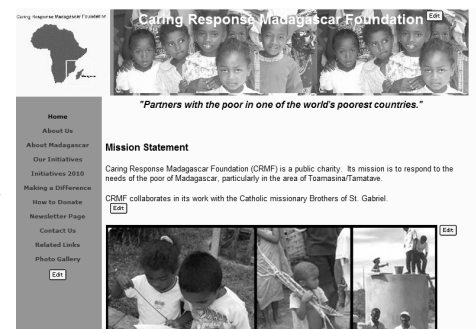 Caring Response Madagascar Foundation
Caring Response Madagascar Foundation Edit
"Partners with the poor in one of the world's poorest countries."
Home
About Us
About Madagascar
Our Initiatives
Initiatives 2010
Making a Difference
How to Donate
Newsletter Page
Contact Us
Related Links
Photo Gallery
Edit
Mission Statement
Caring Response Madagascar Foundation (CRMF) is a public charity. Its mission is to respond to the
needs of the poor of Madagascar, particularly in the area of Toamasina/Tamatave.
CRMF collaborates in its work with the Catholic missionary Brothers of St. Gabriel.
Edit
Edit